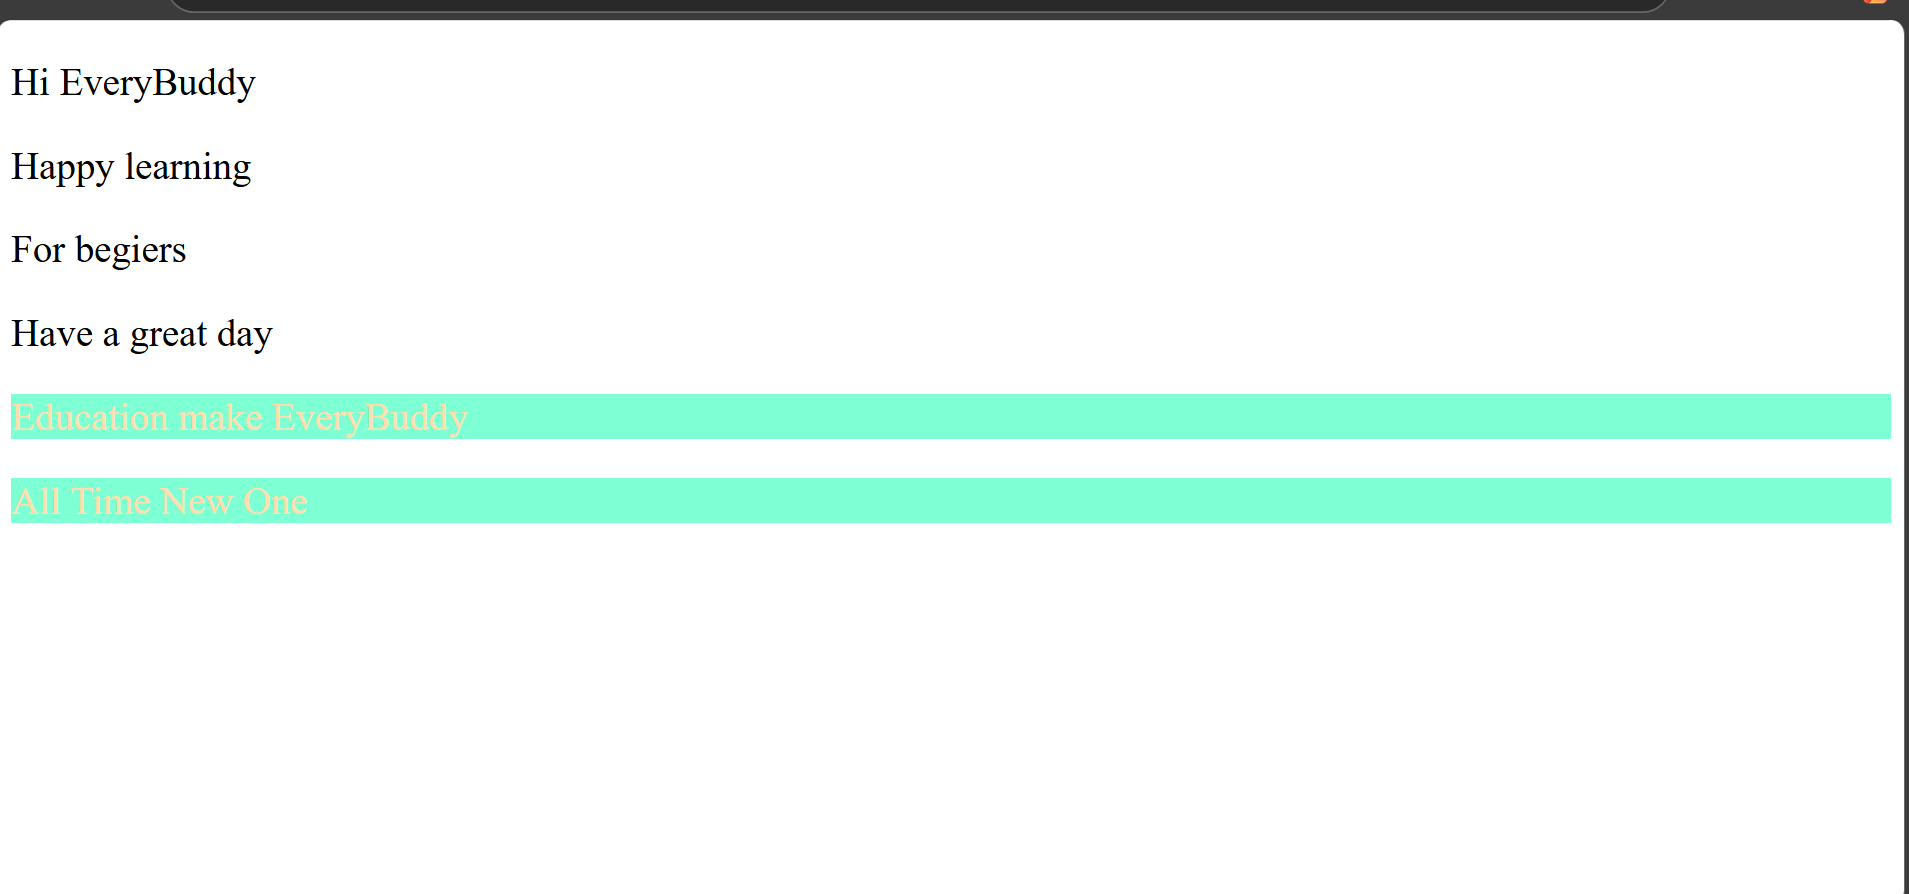 Hi EveryBuddy
Happy learning
For begiers
Have a great day
Education make EveryBuddy
All Time New One